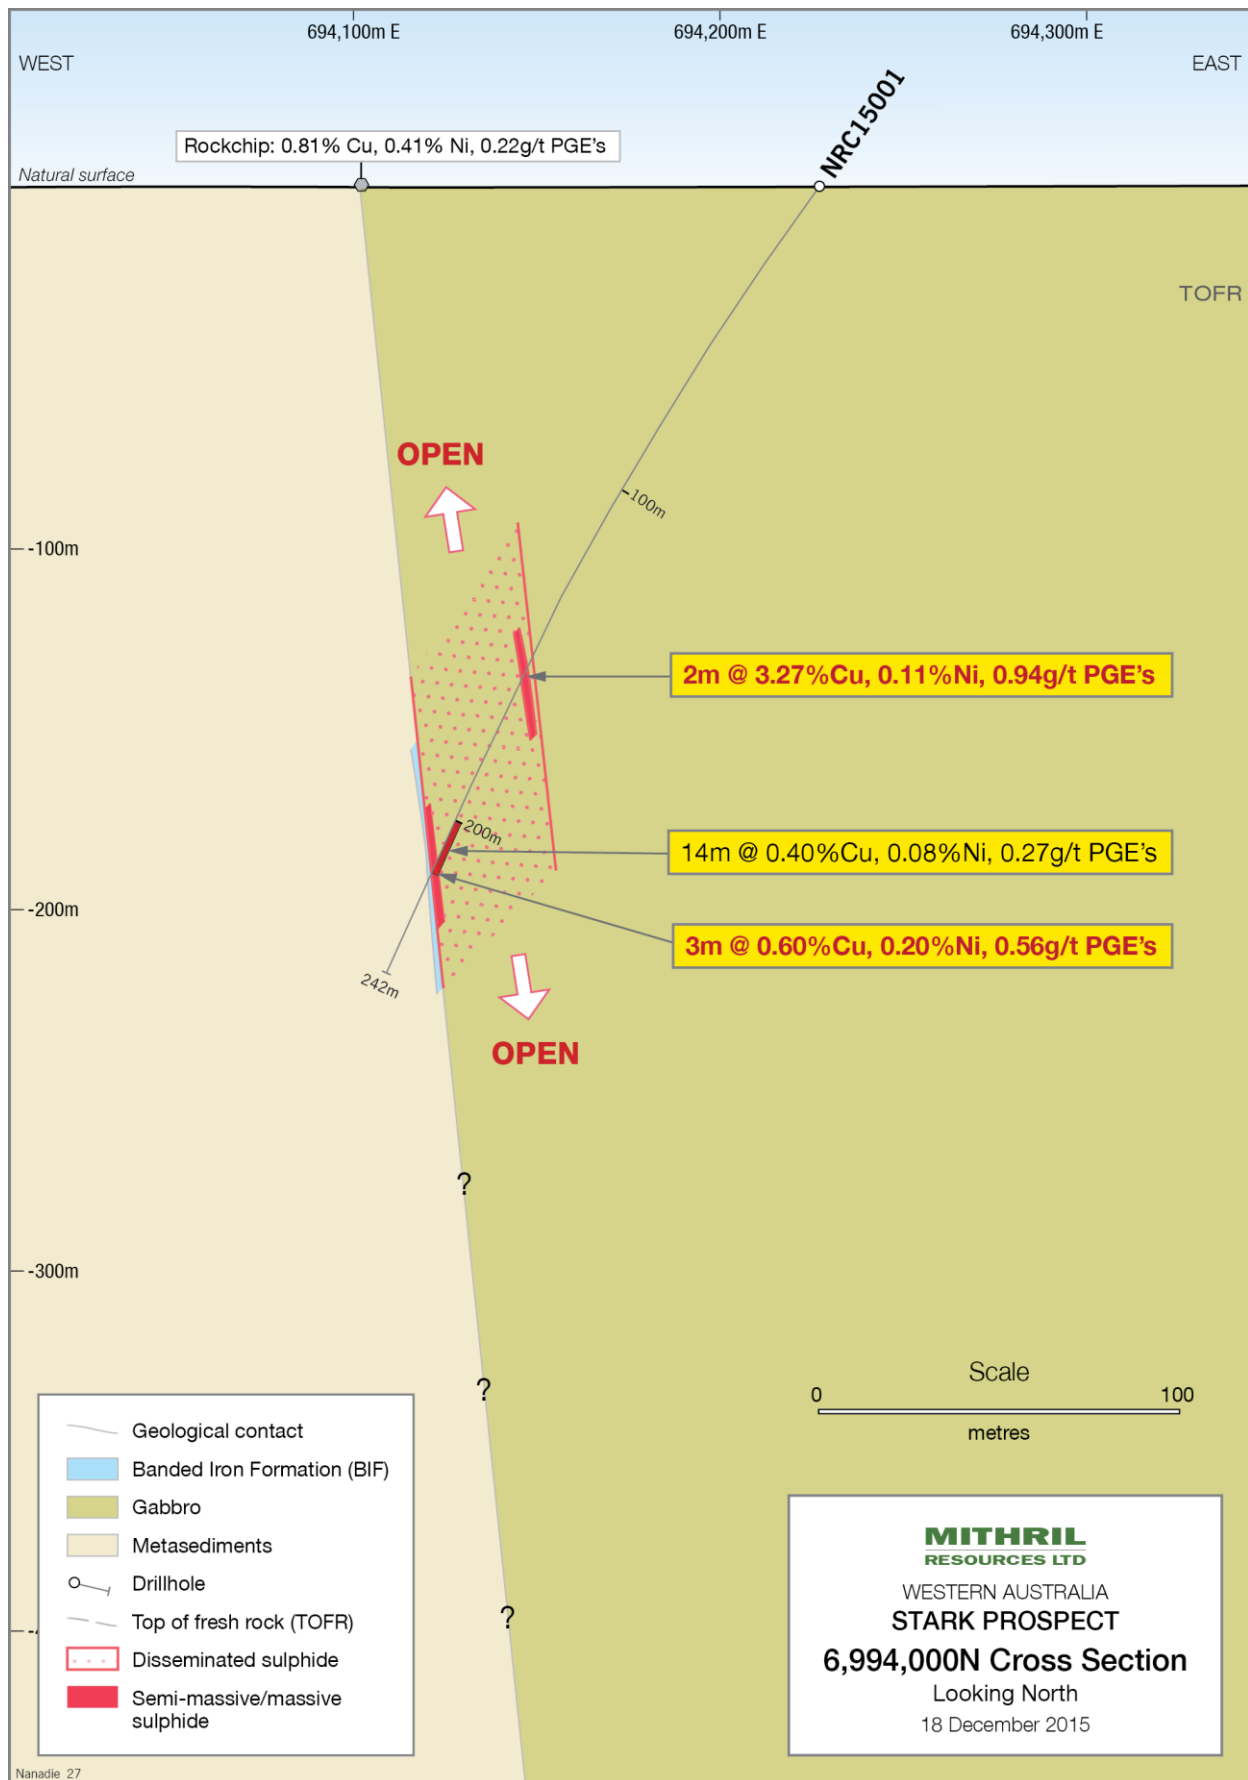 694,100m E
694,200m E
694,300m E
WEST
EAST
NRC15001
Rockchip: 0.81% Cu, 0.41% Ni, 0.22g/t PGE's
Natural surface
TOFR
OPEN
100m
-100m
2m @ 3.27%Cu, 0.11%Ni, 0.94g/t PGE's
200m
14m @ 0.40%Cu, 0.08%Ni, 0.27g/t PGE's
-200m
3m @ 0.60%Cu, 0.20%Ni, 0.56g/t PGE's
242m
OPEN
?
-300m
?
?
Scale
0 100
metres
Geological contact
Banded Iron Formation (BIF)
Gabbro
Metasediments
Drillhole
Top of fresh rock (TOFR)
Disseminated sulphide
Semi-massive/massive
sulphide
MITHRIL
RESOURCES LTD
WESTERN AUSTRALIA
STARK PROSPECT
6,994,000N Cross Section
Looking North
18 December 2015
Nanadie 27